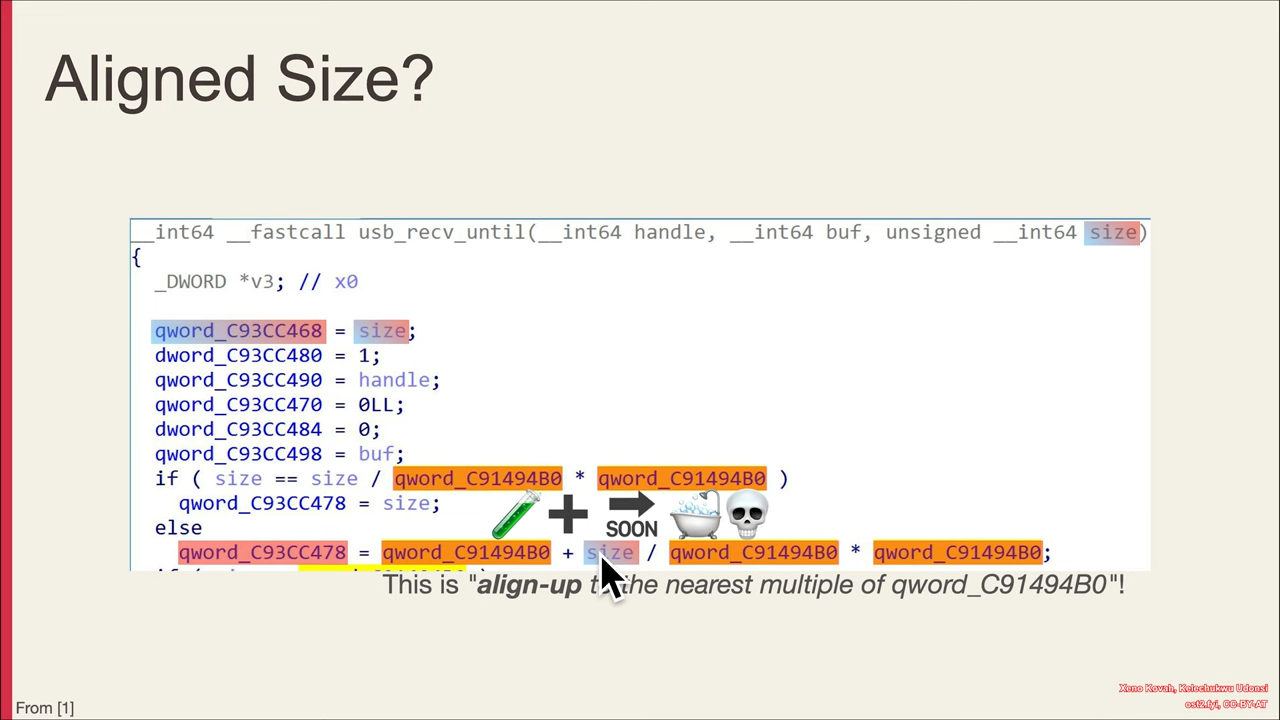 Aligned Size?
__int64 __fastcall usb_recv_until(__int64 handle, __int64 buf, unsigned __int64 size)
{
_DWORD *v3; // x0
qword_C93CC468 = size;
dword_C93CC480 = 1;
qword_C93CC490 = handle;
qword_C93CC470 = 0LL;
dword_C93CC484 = 0;
qword_C93CC498 = buf;
if ( size == size / qword_C91494B0 * qword_C91494B0 )
qword_C93CC478 = size;
else
SOON
qword_C93CC478 = qword_C91494B0 + size / qword_C91494B0 * qword_C91494B0;
This is "align-up to the nearest multiple of qword_C91494B0"!
From [1]
Xeno Kovah, Kelechukwu Udonsi
ost2.fyi, CC-BY-AT